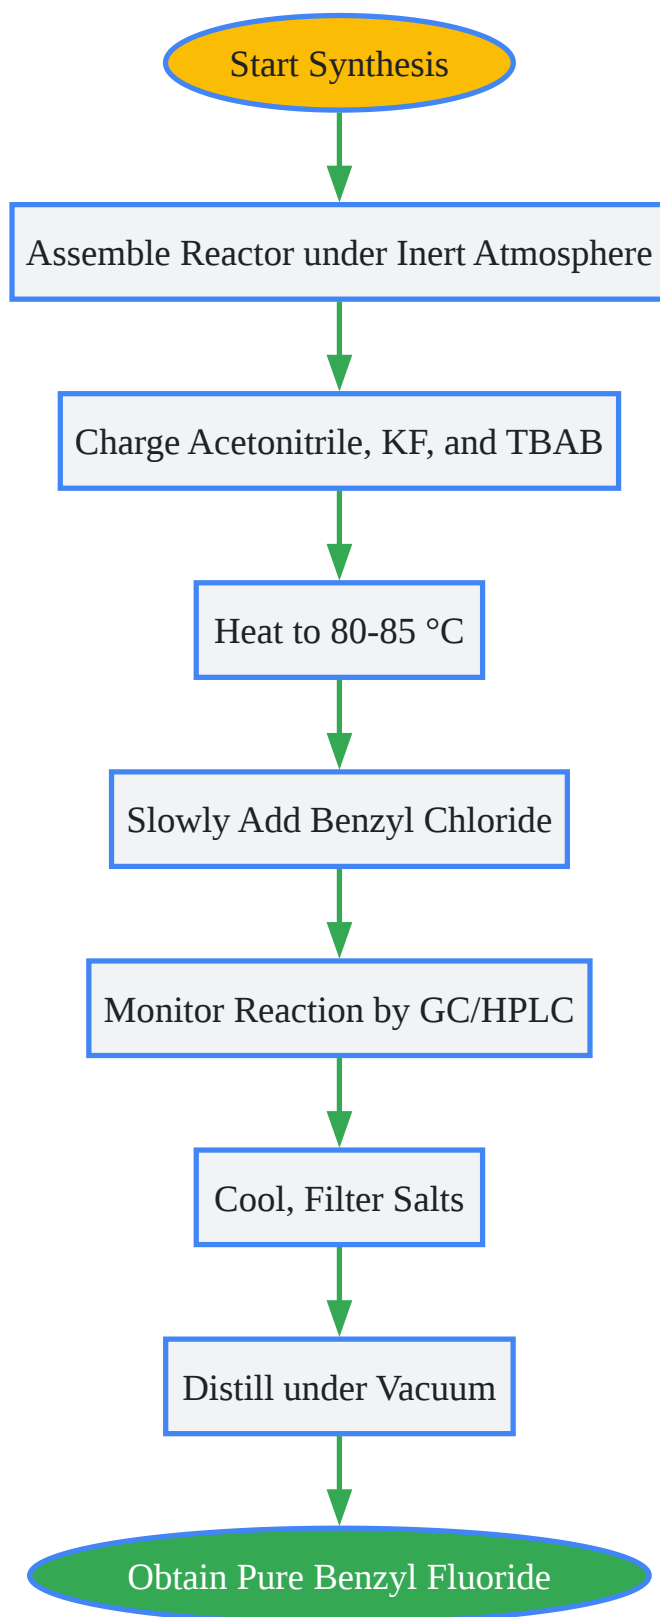 Start Synthesis
Assemble Reactor under Inert Atmosphere
Charge Acetonitrile, KF, and TBAB
Heat to 80-85 °C
Slowly Add Benzyl Chloride
Monitor Reaction by GC/HPLC
Cool, Filter Salts
Distill under Vacuum
Obtain Pure Benzyl Fluoride